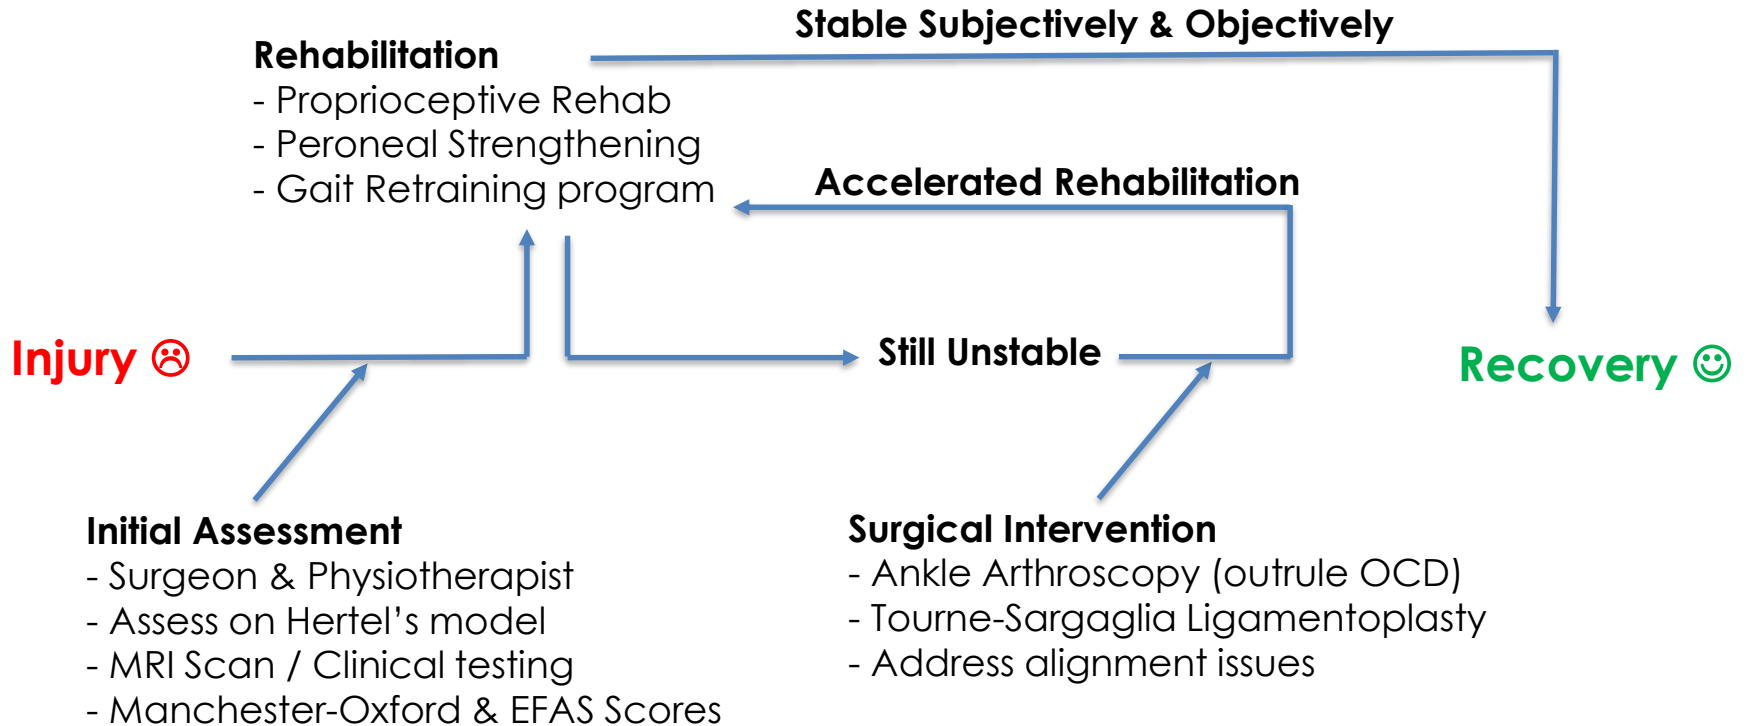 Stable Subjectively & Objectively
Rehabilitation
- Proprioceptive Rehab
- Peroneal Strengthening
- Gait Retraining program
Accelerated Rehabilitation
Injury ☹
Still Unstable
Recovery ☺
Initial Assessment
- Surgeon & Physiotherapist
- Assess on Hertel's model
- MRI Scan / Clinical testing
- Manchester-Oxford & EFAS Scores
Surgical Intervention
- Ankle Arthroscopy (outrule OCD)
- Tourne-Sargaglia Ligamentoplasty
- Address alignment issues